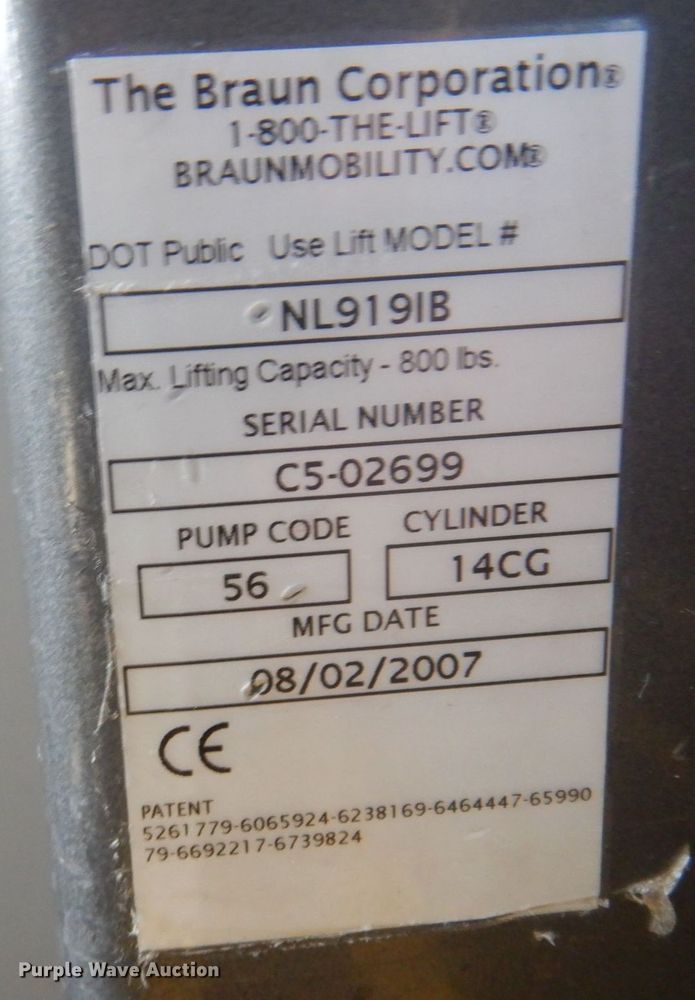 The Braun Corporation®
1-800-THE-LIFT®
BRAUNMOBILITY.COM®
DOT Public Use Lift MODEL #
NL919IB
Max. Lifting Capacity - 800 lbs.
SERIAL NUMBER
C5-02699
PUMP CODE CYLINDER
56 14CG
MFG DATE
08/02/2007
CE
PATENT
5261779-6065924-6238169-6464447-65990
79-6692217-6739824
Purple Wave Auction